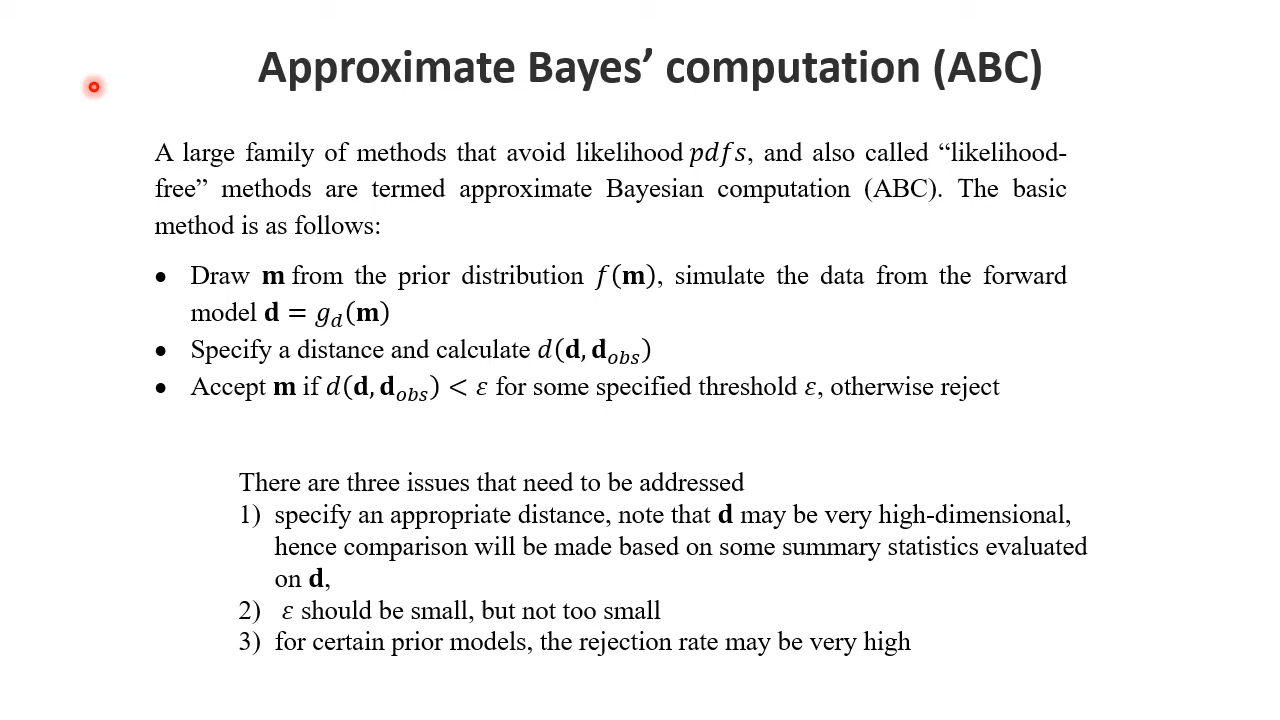 Approximate Bayes’ computation (ABC)
A large family of methods that avoid likelihood pdfs, and also called “likelihood-
free” methods are termed approximate Bayesian computation (ABC). The basic
method is as follows:
• Draw m from the prior distribution f(m), simulate the data from the forward
model d = g_d(m)
• Specify a distance and calculate d(d, d_obs)
• Accept m if d(d, d_obs) < ε for some specified threshold ε, otherwise reject
There are three issues that need to be addressed
1) specify an appropriate distance, note that d may be very high-dimensional,
hence comparison will be made based on some summary statistics evaluated
on d,
2) ε should be small, but not too small
3) for certain prior models, the rejection rate may be very high